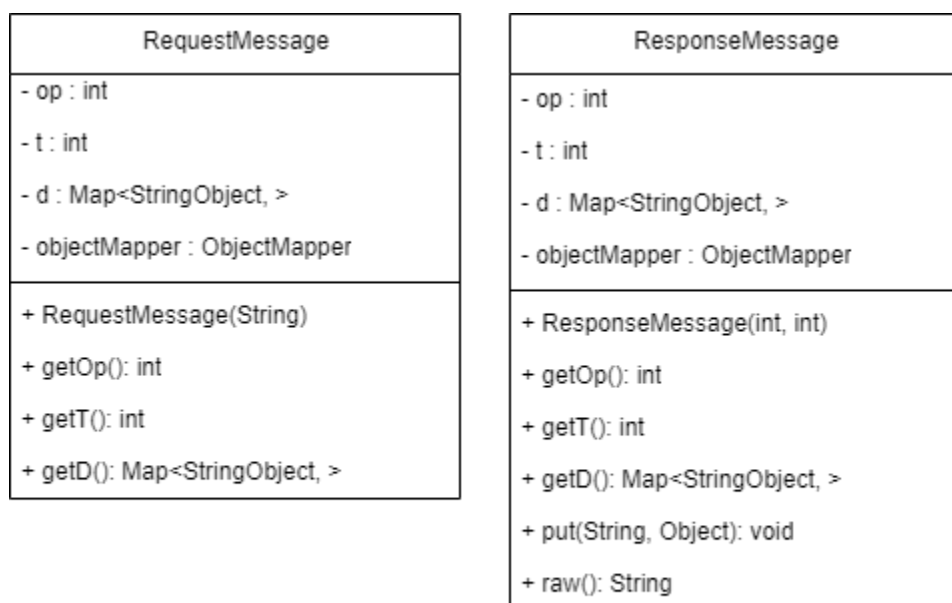 RequestMessage
- op : int
- t : int
- d : Map<StringObject, >
- objectMapper : ObjectMapper
+ RequestMessage(String)
+ getOp(): int
+ getT(): int
+ getD(): Map<StringObject, >
ResponseMessage
- op : int
- t : int
- d : Map<StringObject, >
- objectMapper : ObjectMapper
+ ResponseMessage(int, int)
+ getOp(): int
+ getT(): int
+ getD(): Map<StringObject, >
+ put(String, Object): void
+ raw(): String